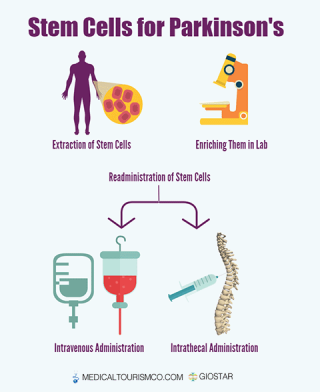 Stem Cells for Parkinson's
Extraction of Stem Cells
Enriching Them in Lab
Readministration of Stem Cells
Intravenous Administration
Intrathecal Administration
MEDICALTOURISMCO.COM
GIOSTAR